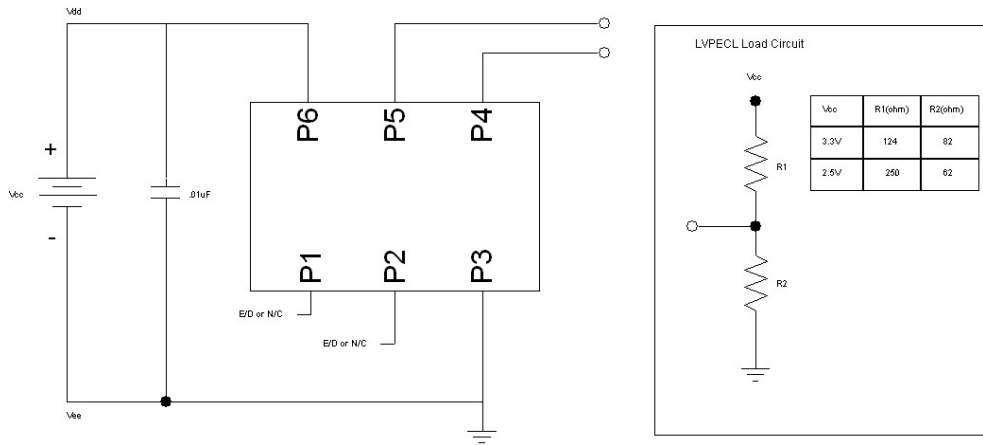 Vdd
LVPECL Load Circuit
Vcc
P6 P5 P4
Vcc R1(ohm) R2(ohm)
3.3V 124 82
2.5V 250 62
+
Vcc
-
.01uF
R1
P1 P2 P3
R2
E/D or N/C
E/D or N/C
Vee